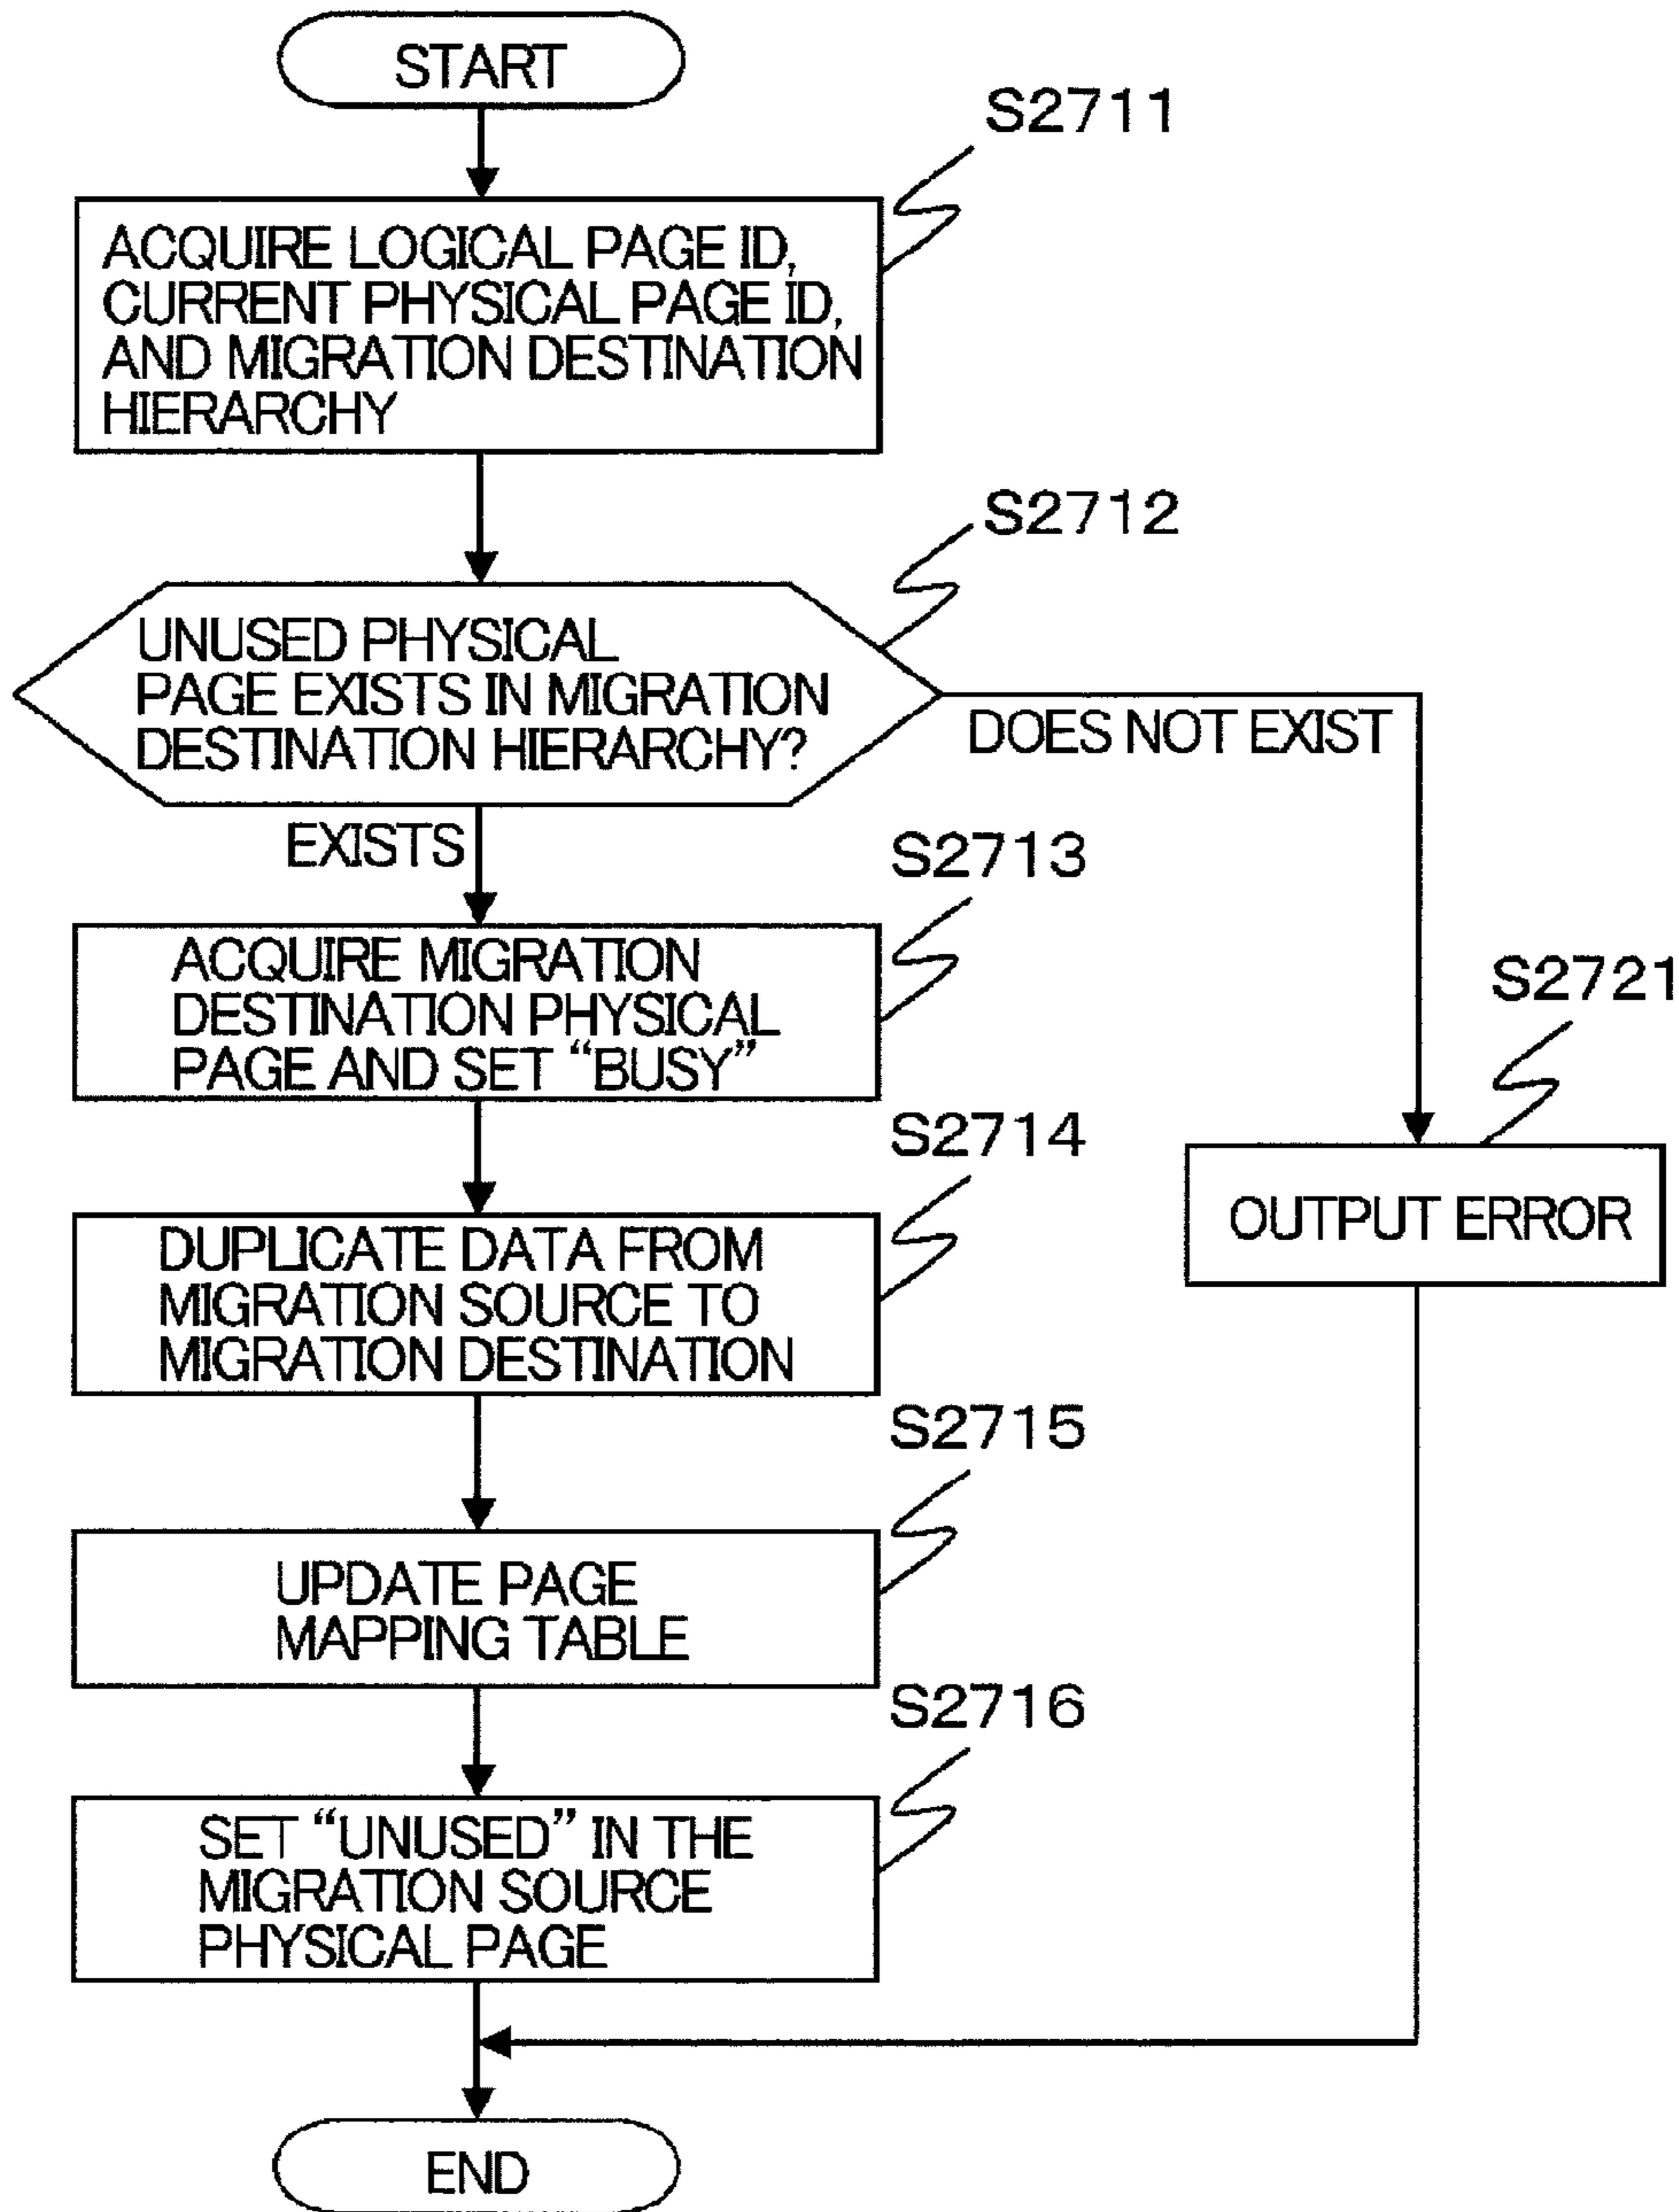 START
S2711
ACQUIRE LOGICAL PAGE ID,
CURRENT PHYSICAL PAGE ID,
AND MIGRATION DESTINATION
HIERARCHY
S2712
UNUSED PHYSICAL
PAGE EXISTS IN MIGRATION
DESTINATION HIERARCHY?
DOES NOT EXIST
EXISTS
S2713
ACQUIRE MIGRATION
DESTINATION PHYSICAL
PAGE AND SET “BUSY”
S2721
OUTPUT ERROR
S2714
DUPLICATE DATA FROM
MIGRATION SOURCE TO
MIGRATION DESTINATION
S2715
UPDATE PAGE
MAPPING TABLE
S2716
SET “UNUSED” IN THE
MIGRATION SOURCE
PHYSICAL PAGE
END